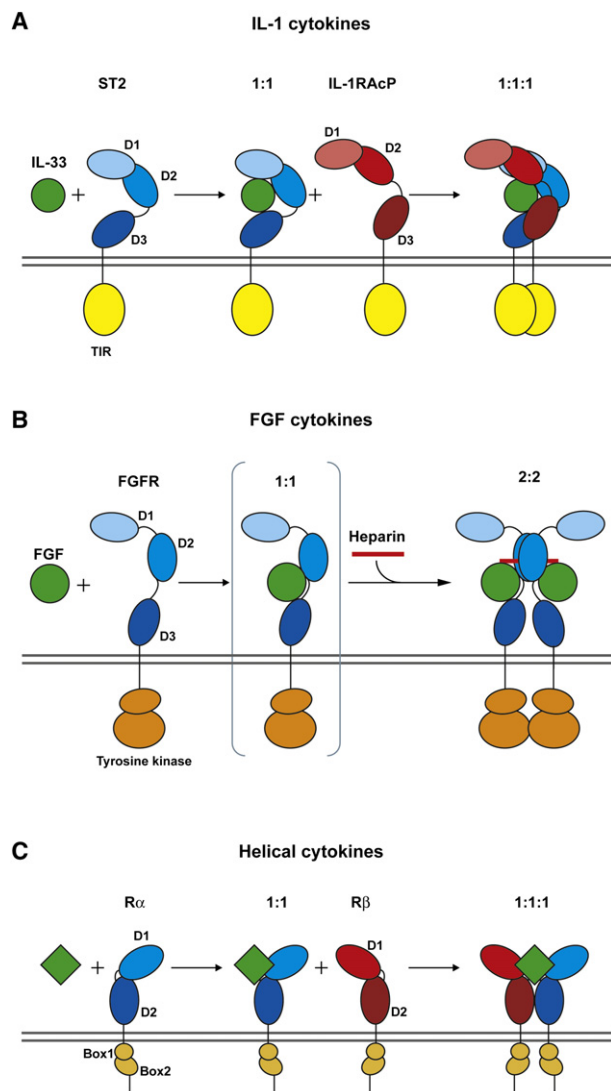 A
IL-1 cytokines
ST2
1:1
IL-1RAcP
1:1:1
D1
D1
D2
IL-33
D2
+
+
D3
D3
TIR
B
FGF cytokines
FGFR
1:1
2:2
D1
D2
Heparin
FGF
+
D3
Tyrosine kinase
C
Helical cytokines
Rα
1:1
Rβ
1:1:1
D1
D1
+
+
D2
D2
Box1
Box2